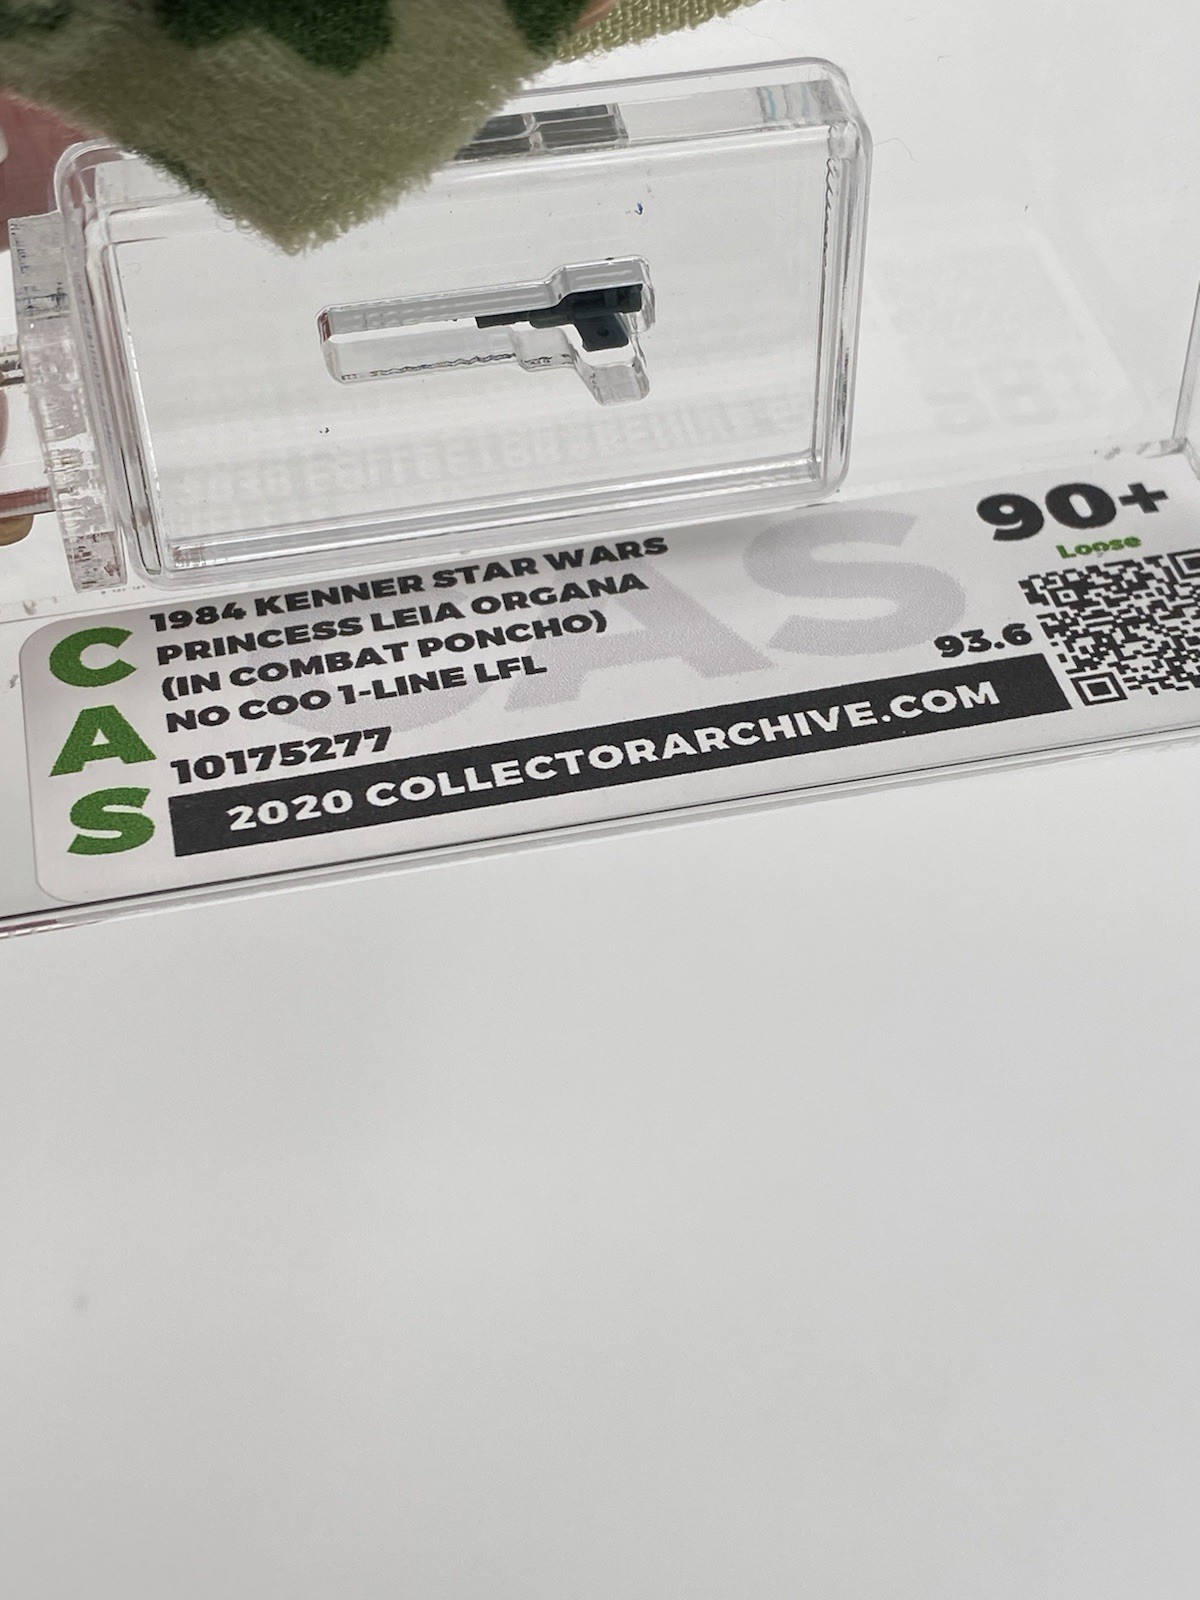 CAS
1984 KENNER STAR WARS
PRINCESS LEIA ORGANA
(IN COMBAT PONCHO)
NO COO 1-LINE LFL
10175277
2020 COLLECTORARCHIVE.COM
CAS
90+
Loose
93.6